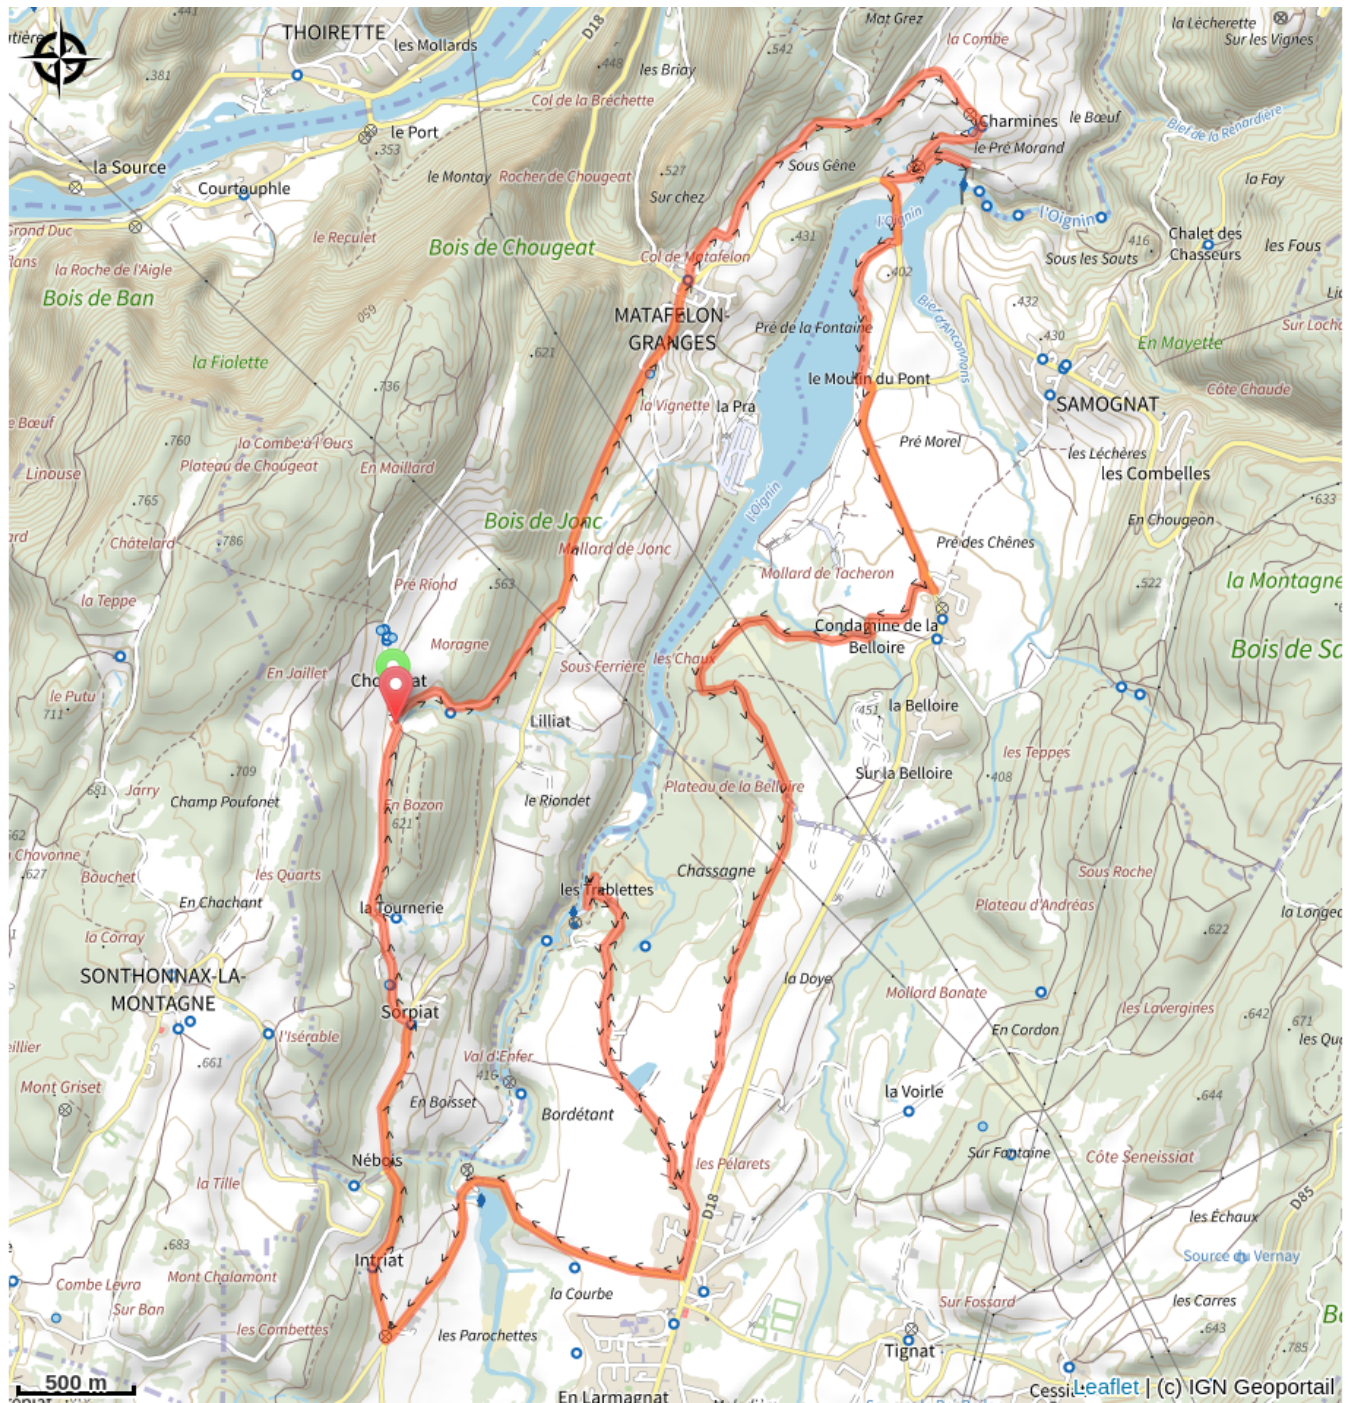 .441
THOIRETTE
les Mollards
D18
Mat Grez
la Combe
la Lècherette
Sur les Vignes
.542
.448
les Briay
.381
Col de la Bréchette
le Port
.353
la Source
Courtouphle
le Montay
Rocher de Chougeat
.527
Sur chez
Sous Gêne
Charmines
le Bœuf
le Pré Morand
Bief de la Renardière
la Fay
l'Oignin
l'Oignin
416
Chalet des
Chasseurs
les Fous
Sous les Sauts
Grand Duc
le Reculet
Bois de Chougeat
.431
Col de Matafelon
.402
la Roche de l'Aigle
Bois de Ban
650
.432
.430
Bief d'Anconnans
MATAFELON-
GRANGES
Pré de la Fontaine
En Mayette
la Fiolette
.621
le Moulin du Pont
Côte Chaude
.736
la Vignette
la Pra
SAMOGNAT
e Bœuf
.760
la Combe à l'Ours
Plateau de Chougeat
En Maillard
Pré Morel
les Léchères
les Combelles
Linouse
.765
l'Oignin
.633
Bois de Jonc
En Chougeon
Châtelard
.786
Mallard de Jonc
Pré des Chênes
Pré Riond
.563
Mollard de Tacheron
.522
la Montagne
la Teppe
Condamine de la
Belloire
Moragne
Sous Ferrière
les Chaux
En Jaillet
le Putu
711
Lilliat
451
la Belloire
les Teppes
.709
Sur la Belloire
.408
681
Jarry
Champ Poufonet
En Bozon
621
le Riondet
Plateau de la Belloire
Chavonne
.627
Bouchet
les Quarts
les Trablettes
Chassagne
Sous Roche
En Chachant
la Tournerie
Plateau d'Andréas
.622
la Corray
SONTHONNAX-LA-
MONTAGNE
la Doye
Mollard Banate
Sorpiat
les Lavergines
.642
671
En Cordon
l'Isérable
.661
Val d'Enfer
416
Mont Griset
En Boisset
Bordétant
la Voirle
.644
Nébois
les Pélarets
Sur Fontaine
Côte Seneissiat
D85
la Tille
D18
les Échaux
.683
Intriat
Source du Vernay
Combe Levra
Mont Chalamont
la Courbe
Sur Fossard
les Carres
Sur Ban
les Combettes
les Parochettes
.643
.785
Tignat
500 m
En Larmagnat
Leaflet | (c) IGN Geoportail